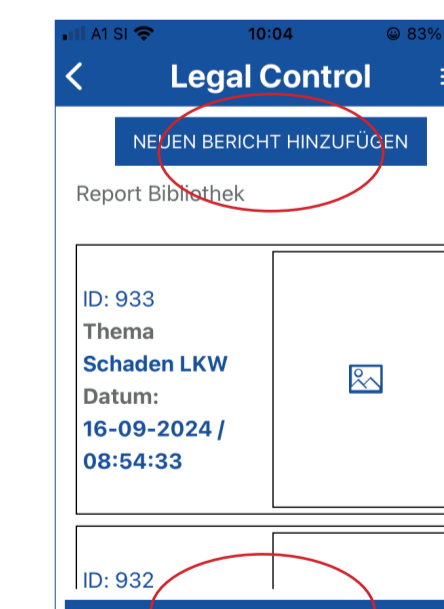 A1 SI 10:04 83%
Legal Control
NEUEN BERICHT HINZUFÜGEN
Report Bibliothek
ID: 933
Thema
Schaden LKW
Datum:
16-09-2024 /
08:54:33
ID: 932